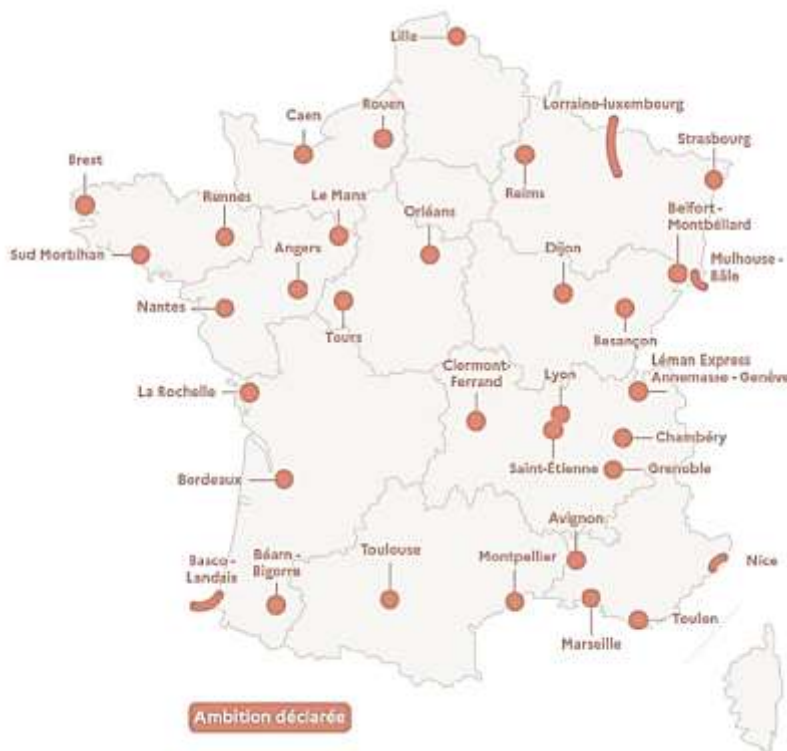 Lille
Lorraine-luxembourg
Rouen
Caen
Strasbourg
Brest
Reims
Rennes
Le Mans
Orléans
Belfort -
Montbéliard
Sud Morbihan
Angers
Dijon
Mulhouse -
Bâle
Nantes
Tours
Besançon
Clermont-
Ferrand
Lyon
Léman Express
Annemasse - Genève
La Rochelle
Chambéry
Saint-Étienne
Grenoble
Bordeaux
Avignon
Basco-
Landais
Béarn -
Bigorre
Toulouse
Montpellier
Nice
Toulon
Marseille
Ambition déclarée